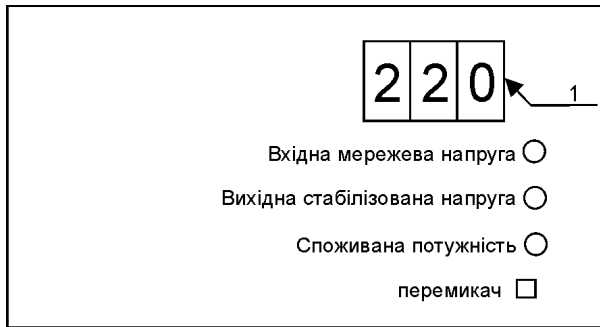 220
1
Вхідна мережева напруга
Вихідна стабілізована напруга
Споживана потужність
перемикач